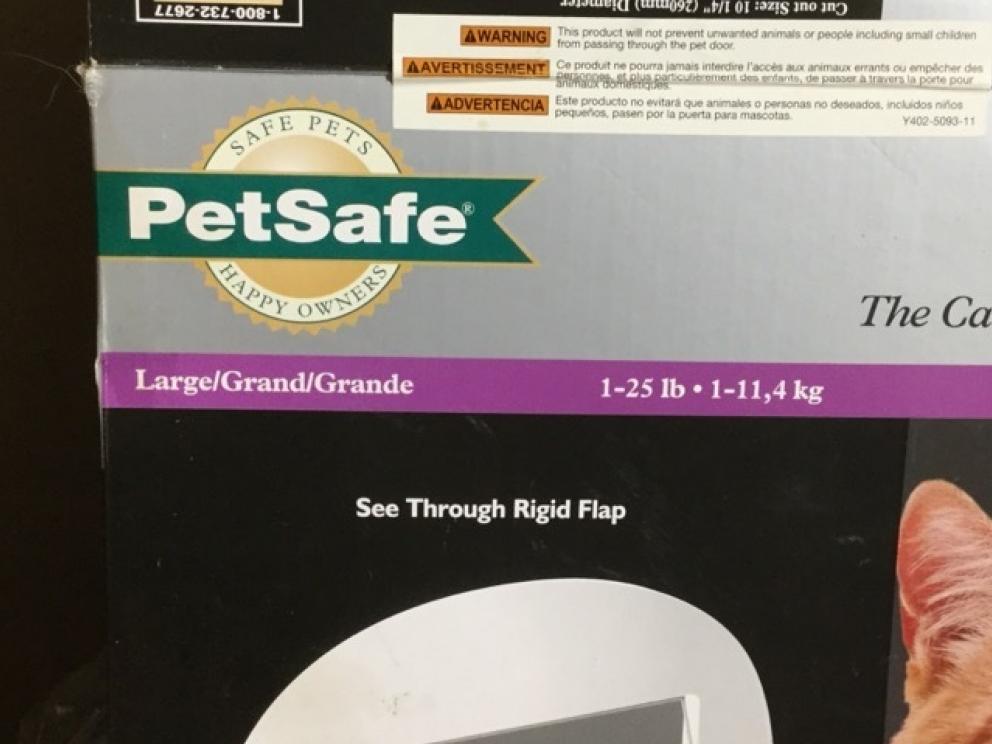 1-800-732-2677
Cut out Size: 10 1/4" (260mm) Diameter
WARNING This product will not prevent unwanted animals or people including small children
from passing through the pet door.
AVERTISSEMENT Ce produit ne pourra jamais interdire l'accès aux animaux errants ou empêcher des
personnes, et plus particulièrement des enfants, de passer à travers la porte pour
animaux domestiques.
ADVERTENCIA Este producto no evitará que animales o personas no deseados, incluidos niños
pequeños, pasen por la puerta para mascotas.
Y402-5093-11
SAFE PETS
PetSafe®
HAPPY OWNERS
The Ca
Large/Grand/Grande 1-25 lb • 1-11,4 kg
See Through Rigid Flap